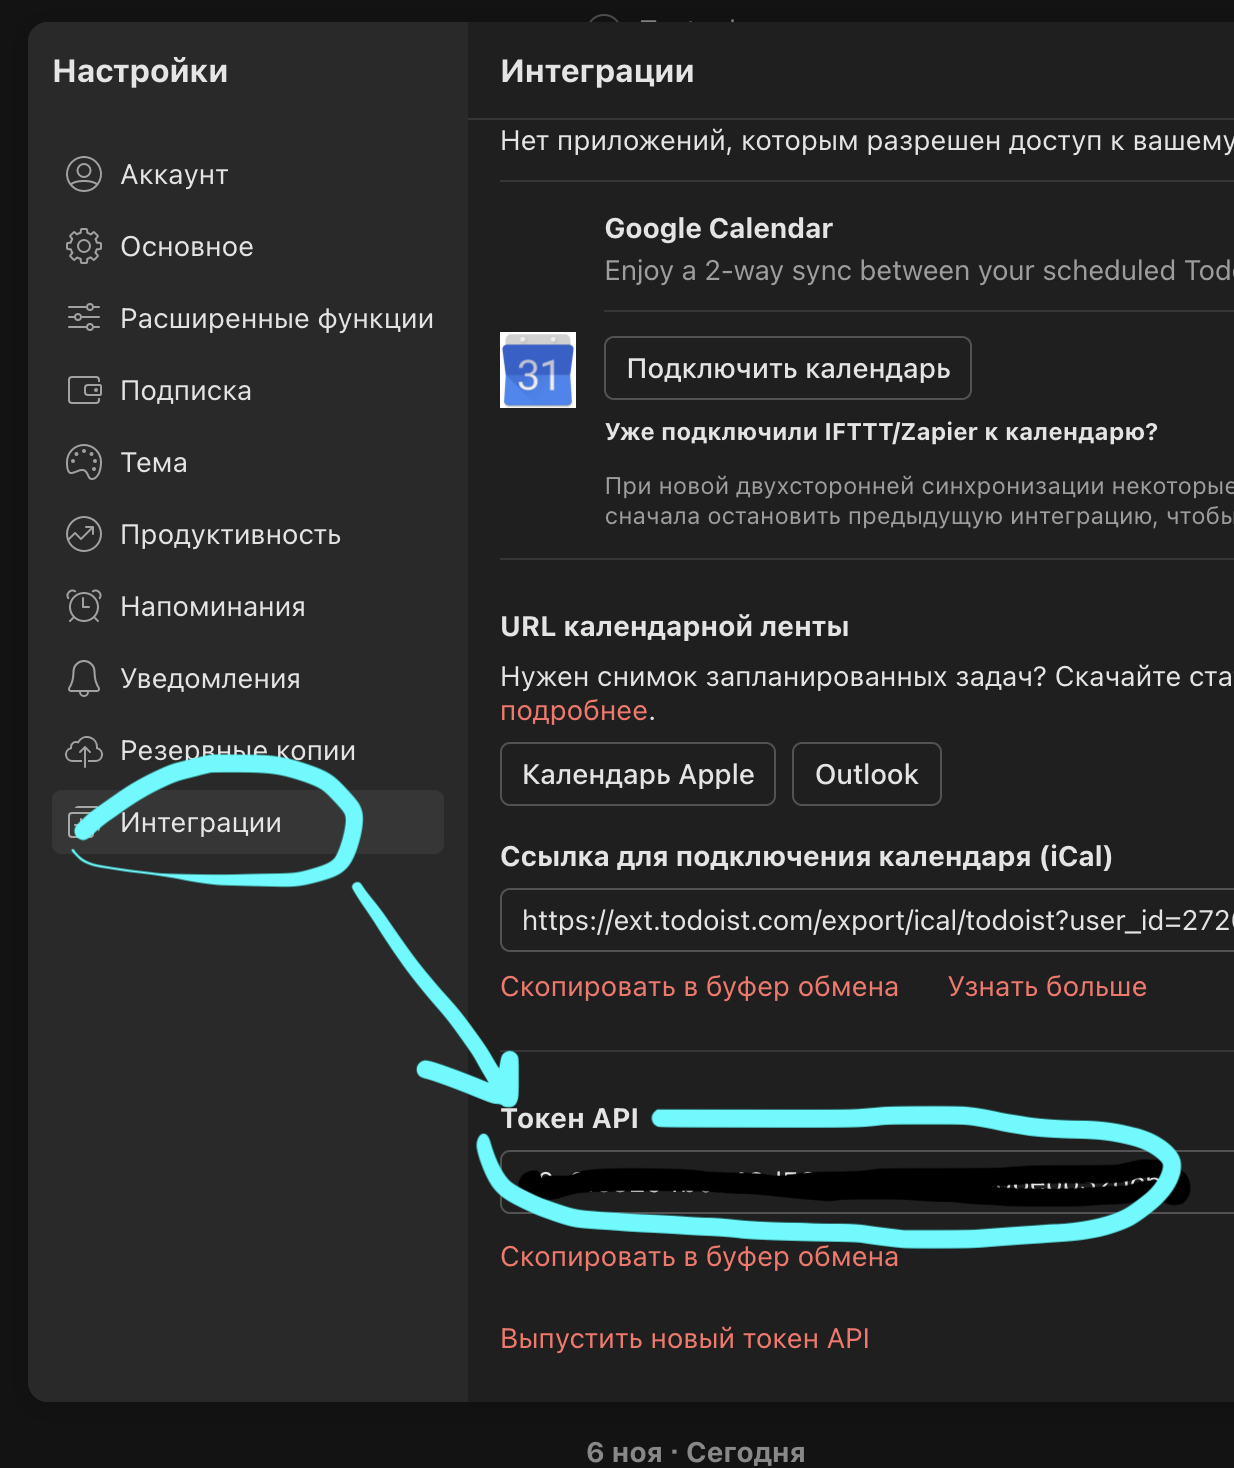 Настройки
Аккаунт
Основное
Расширенные функции
Подписка
Тема
Продуктивность
Напоминания
Уведомления
Резервные копии
Интеграции
Интеграции
Нет приложений, которым разрешен доступ к вашему
Google Calendar
Enjoy a 2-way sync between your scheduled Tod
31
Подключить календарь
Уже подключили IFTTT/Zapier к календарю?
При новой двухсторонней синхронизации некоторые
сначала остановить предыдущую интеграцию, чтобы
URL календарной ленты
Нужен снимок запланированных задач? Скачайте ста
подробнее.
Календарь Apple
Outlook
Ссылка для подключения календаря (iCal)
https://ext.todoist.com/export/ical/todoist?user_id=272
Скопировать в буфер обмена
Узнать больше
Токен API
Скопировать в буфер обмена
Выпустить новый токен API
6 ноя · Сегодня